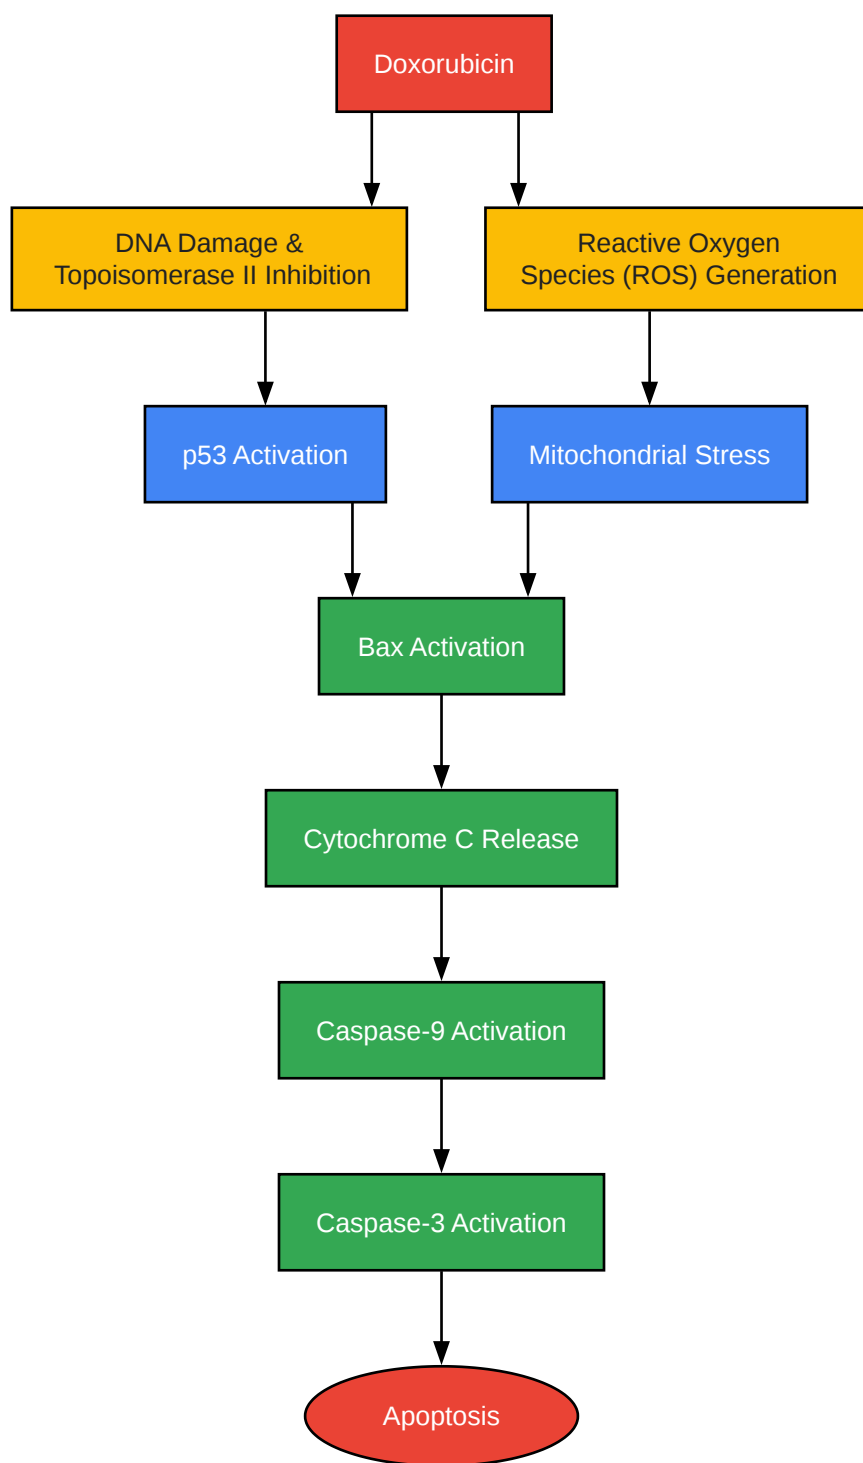 Doxorubicin
DNA Damage &
Topoisomerase II Inhibition
Reactive Oxygen
Species (ROS) Generation
p53 Activation
Mitochondrial Stress
Bax Activation
Cytochrome C Release
Caspase-9 Activation
Caspase-3 Activation
Apoptosis